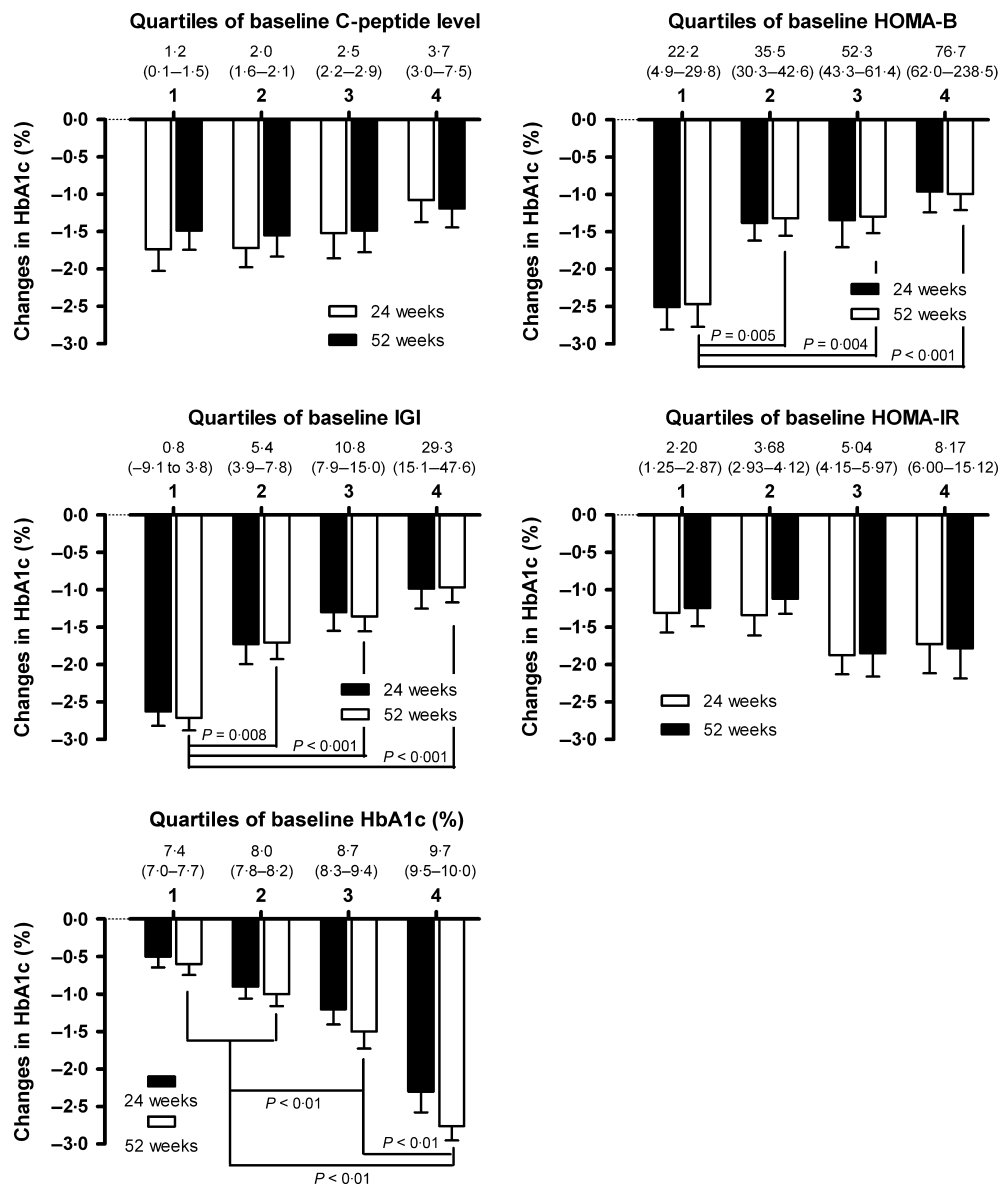 Quartiles of baseline C-peptide level
1·2 2·0 2·5 3·7
(0·1–1·5) (1·6–2·1) (2·2–2·9) (3·0–7·5)
1 2 3 4
Changes in HbA1c (%)
0·0
–0·5
–1·0
–1·5
–2·0
–2·5
–3·0
24 weeks
52 weeks
Quartiles of baseline HOMA-B
22·2 35·5 52·3 76·7
(4·9–29·8) (30·3–42·6) (43·3–61·4) (62·0–238·5)
1 2 3 4
Changes in HbA1c (%)
0·0
–0·5
–1·0
–1·5
–2·0
–2·5
–3·0
24 weeks
52 weeks
P = 0·005
P = 0·004
P < 0·001
Quartiles of baseline IGI
0·8 5·4 10·8 29·3
(–9·1 to 3·8) (3·9–7·8) (7·9–15·0) (15·1–47·6)
1 2 3 4
Changes in HbA1c (%)
0·0
–0·5
–1·0
–1·5
–2·0
–2·5
–3·0
24 weeks
52 weeks
P = 0·008
P < 0·001
P < 0·001
Quartiles of baseline HOMA-IR
2·20 3·68 5·04 8·17
(1·25–2·87) (2·93–4·12) (4·15–5·97) (6·00–15·12)
1 2 3 4
Changes in HbA1c (%)
0·0
–0·5
–1·0
–1·5
–2·0
–2·5
–3·0
24 weeks
52 weeks
Quartiles of baseline HbA1c (%)
7·4 8·0 8·7 9·7
(7·0–7·7) (7·8–8·2) (8·3–9·4) (9·5–10·0)
1 2 3 4
Changes in HbA1c (%)
0·0
–0·5
–1·0
–1·5
–2·0
–2·5
–3·0
24 weeks
52 weeks
P < 0·01
P < 0·01
P < 0·01